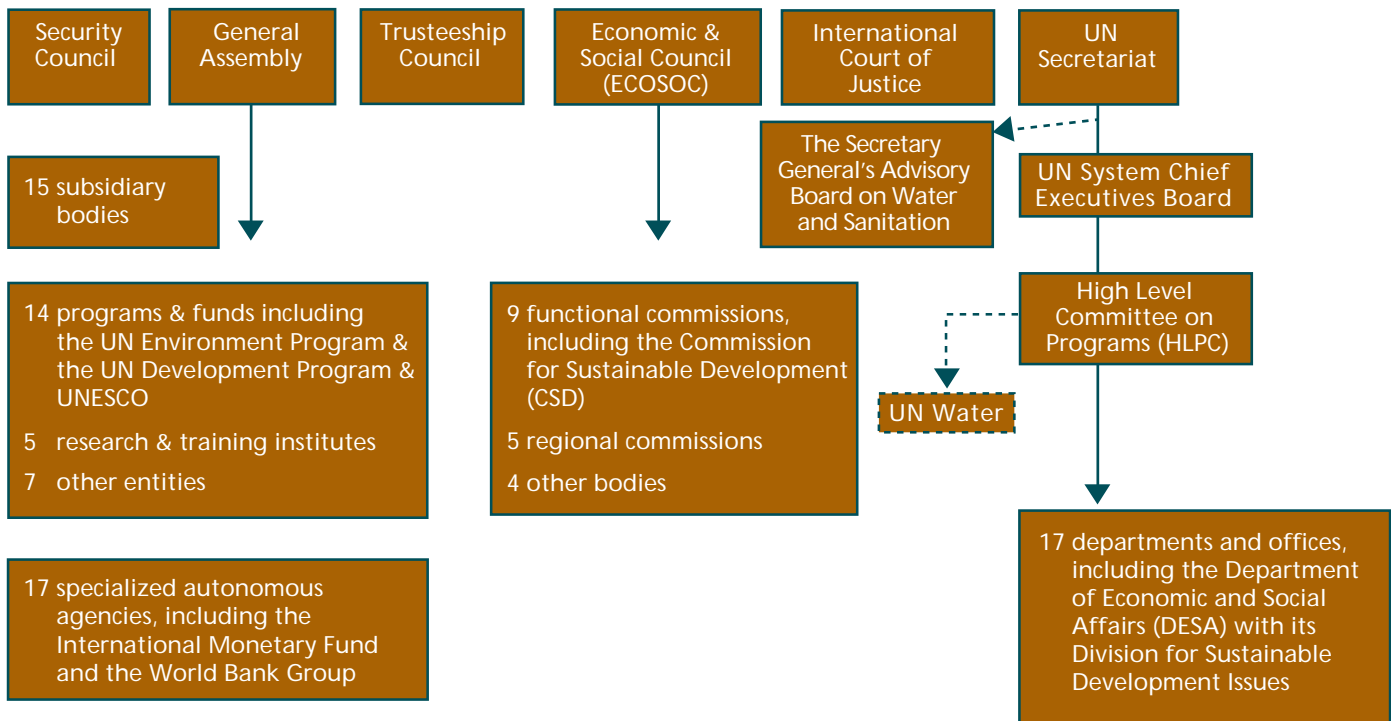 Security
Council
General
Assembly
Trusteeship
Council
Economic &
Social Council
(ECOSOC)
International
Court of
Justice
UN
Secretariat
15 subsidiary
bodies
The Secretary
General's Advisory
Board on Water
and Sanitation
UN System Chief
Executives Board
14 programs & funds including
the UN Environment Program &
the UN Development Program &
UNESCO
5 research & training institutes
7 other entities
9 functional commissions,
including the Commission
for Sustainable Development
(CSD)
5 regional commissions
4 other bodies
High Level
Committee on
Programs (HLPC)
UN Water
17 specialized autonomous
agencies, including the
International Monetary Fund
and the World Bank Group
17 departments and offices,
including the Department
of Economic and Social
Affairs (DESA) with its
Division for Sustainable
Development Issues